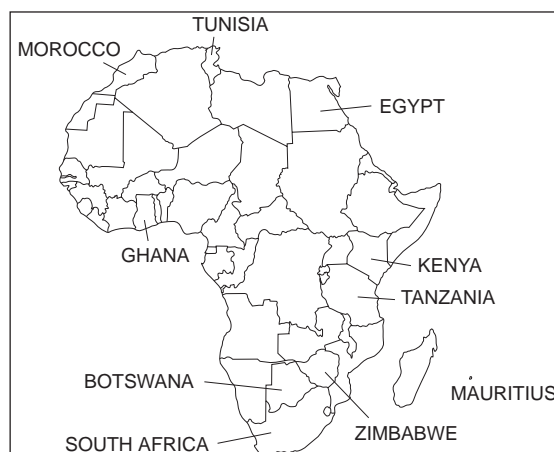 TUNISIA
MOROCCO
EGYPT
GHANA
KENYA
TANZANIA
BOTSWANA
MAURITIUS
ZIMBABWE
SOUTH AFRICA